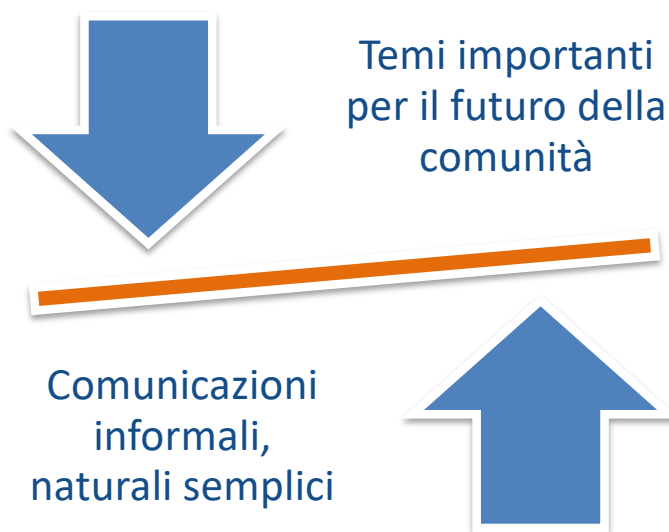 Temi importanti
per il futuro della
comunità
Comunicazioni
informali,
naturali semplici